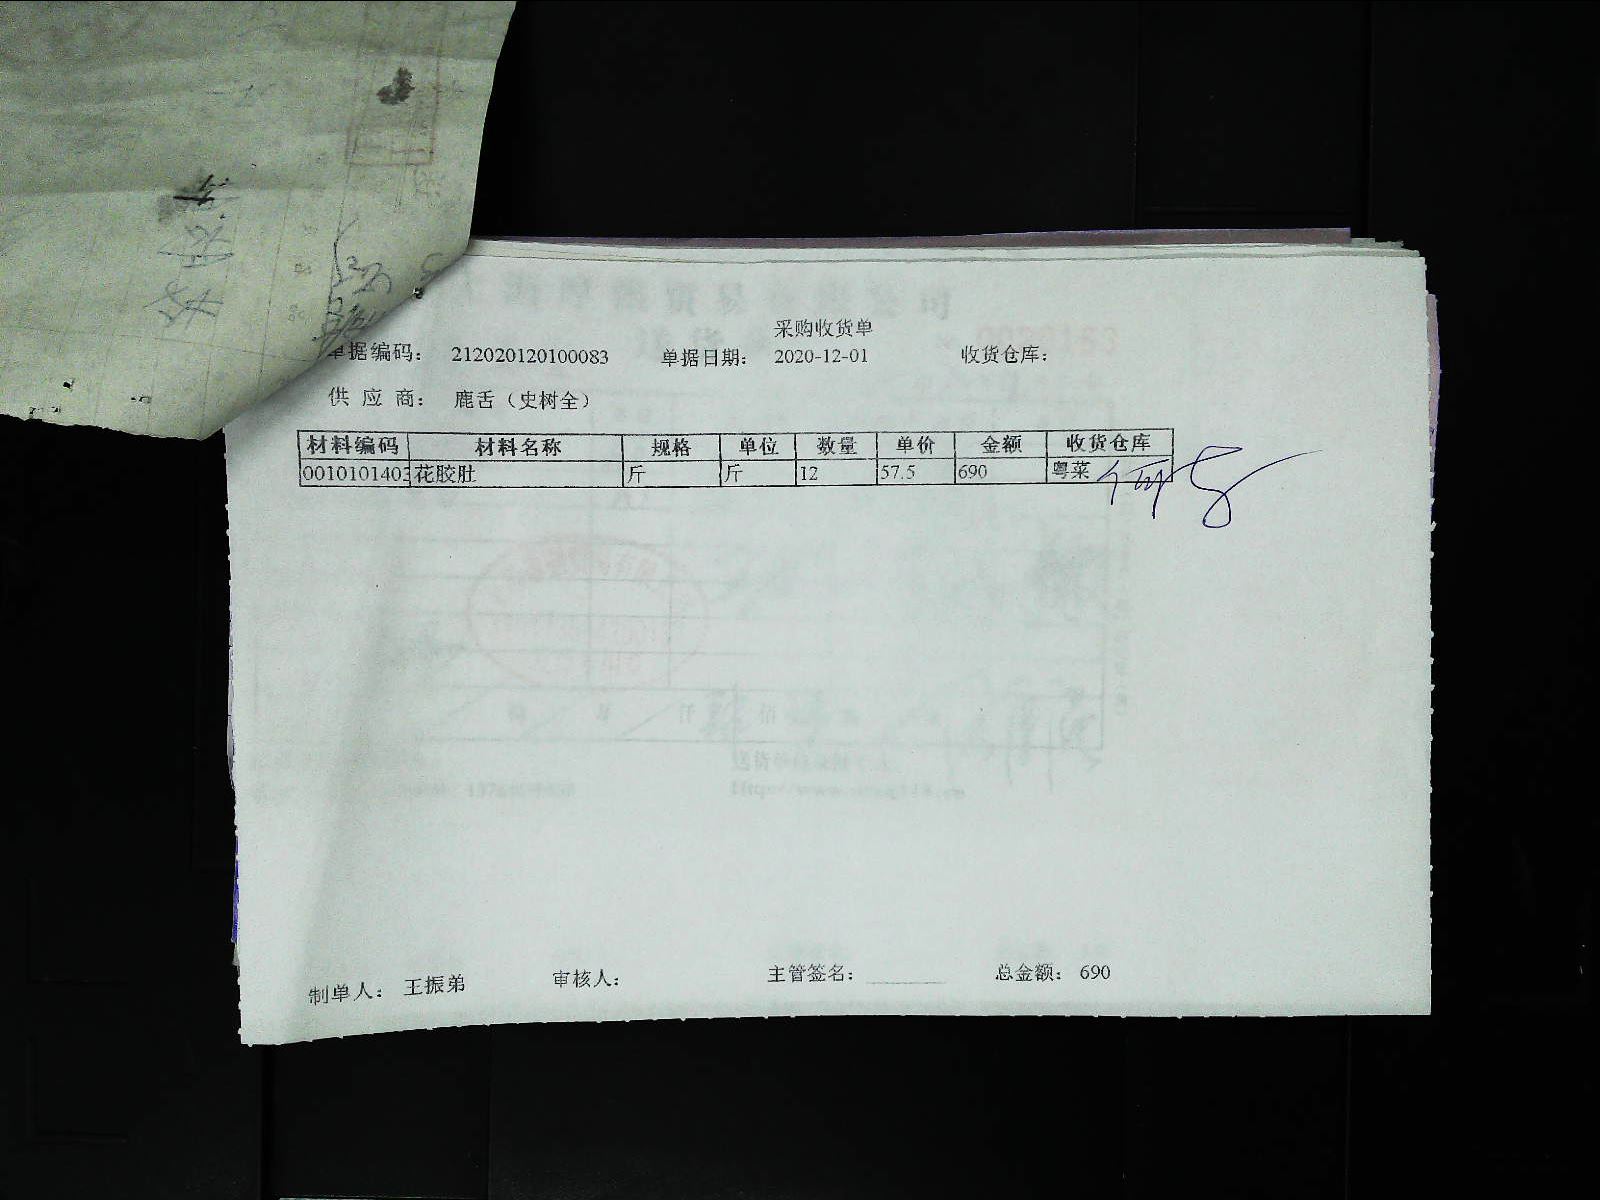 采购收货单
单据编码： 212020120100083 单据日期： 2020-12-01 收货仓库：
供 应 商： 鹿舌（史树全）
材料编码 材料名称 规格 单位 数量 单价 金额 收货仓库
0010101403 花胶肚 斤 斤 12 57.5 690 粤菜
制单人： 王振弟 审核人： 主管签名： 总金额： 690